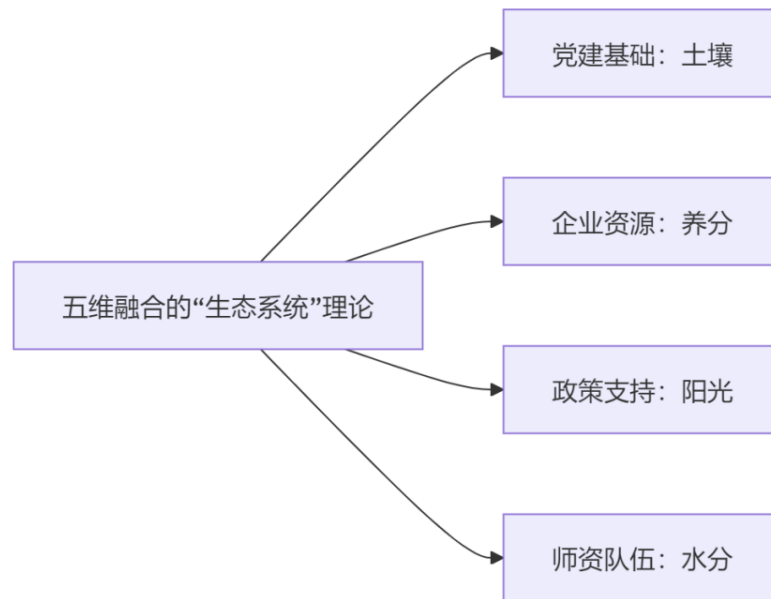 党建基础：土壤
企业资源：养分
五维融合的“生态系统”理论
政策支持：阳光
师资队伍：水分